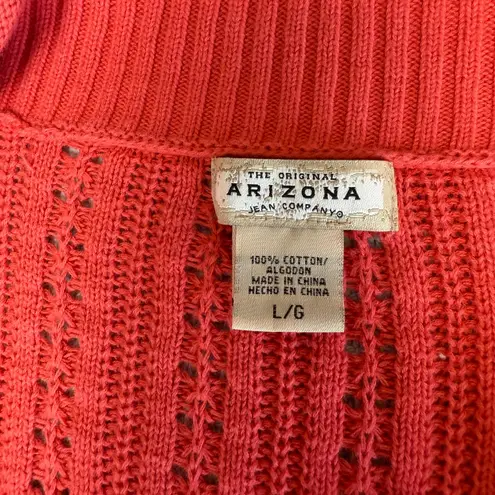 THE ORIGINAL
ARIZONA
JEAN COMPANY®
100% COTTON/
ALGODON
MADE IN CHINA
HECHO EN CHINA
L/G